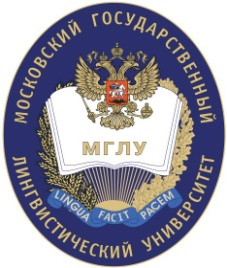 МОСКОВСКИЙ ГОСУДАРСТВЕННЫЙ
МГЛУ
LINGUA FACIT PACEM
ЛИНГВИСТИЧЕСКИЙ УНИВЕРСИТЕТ